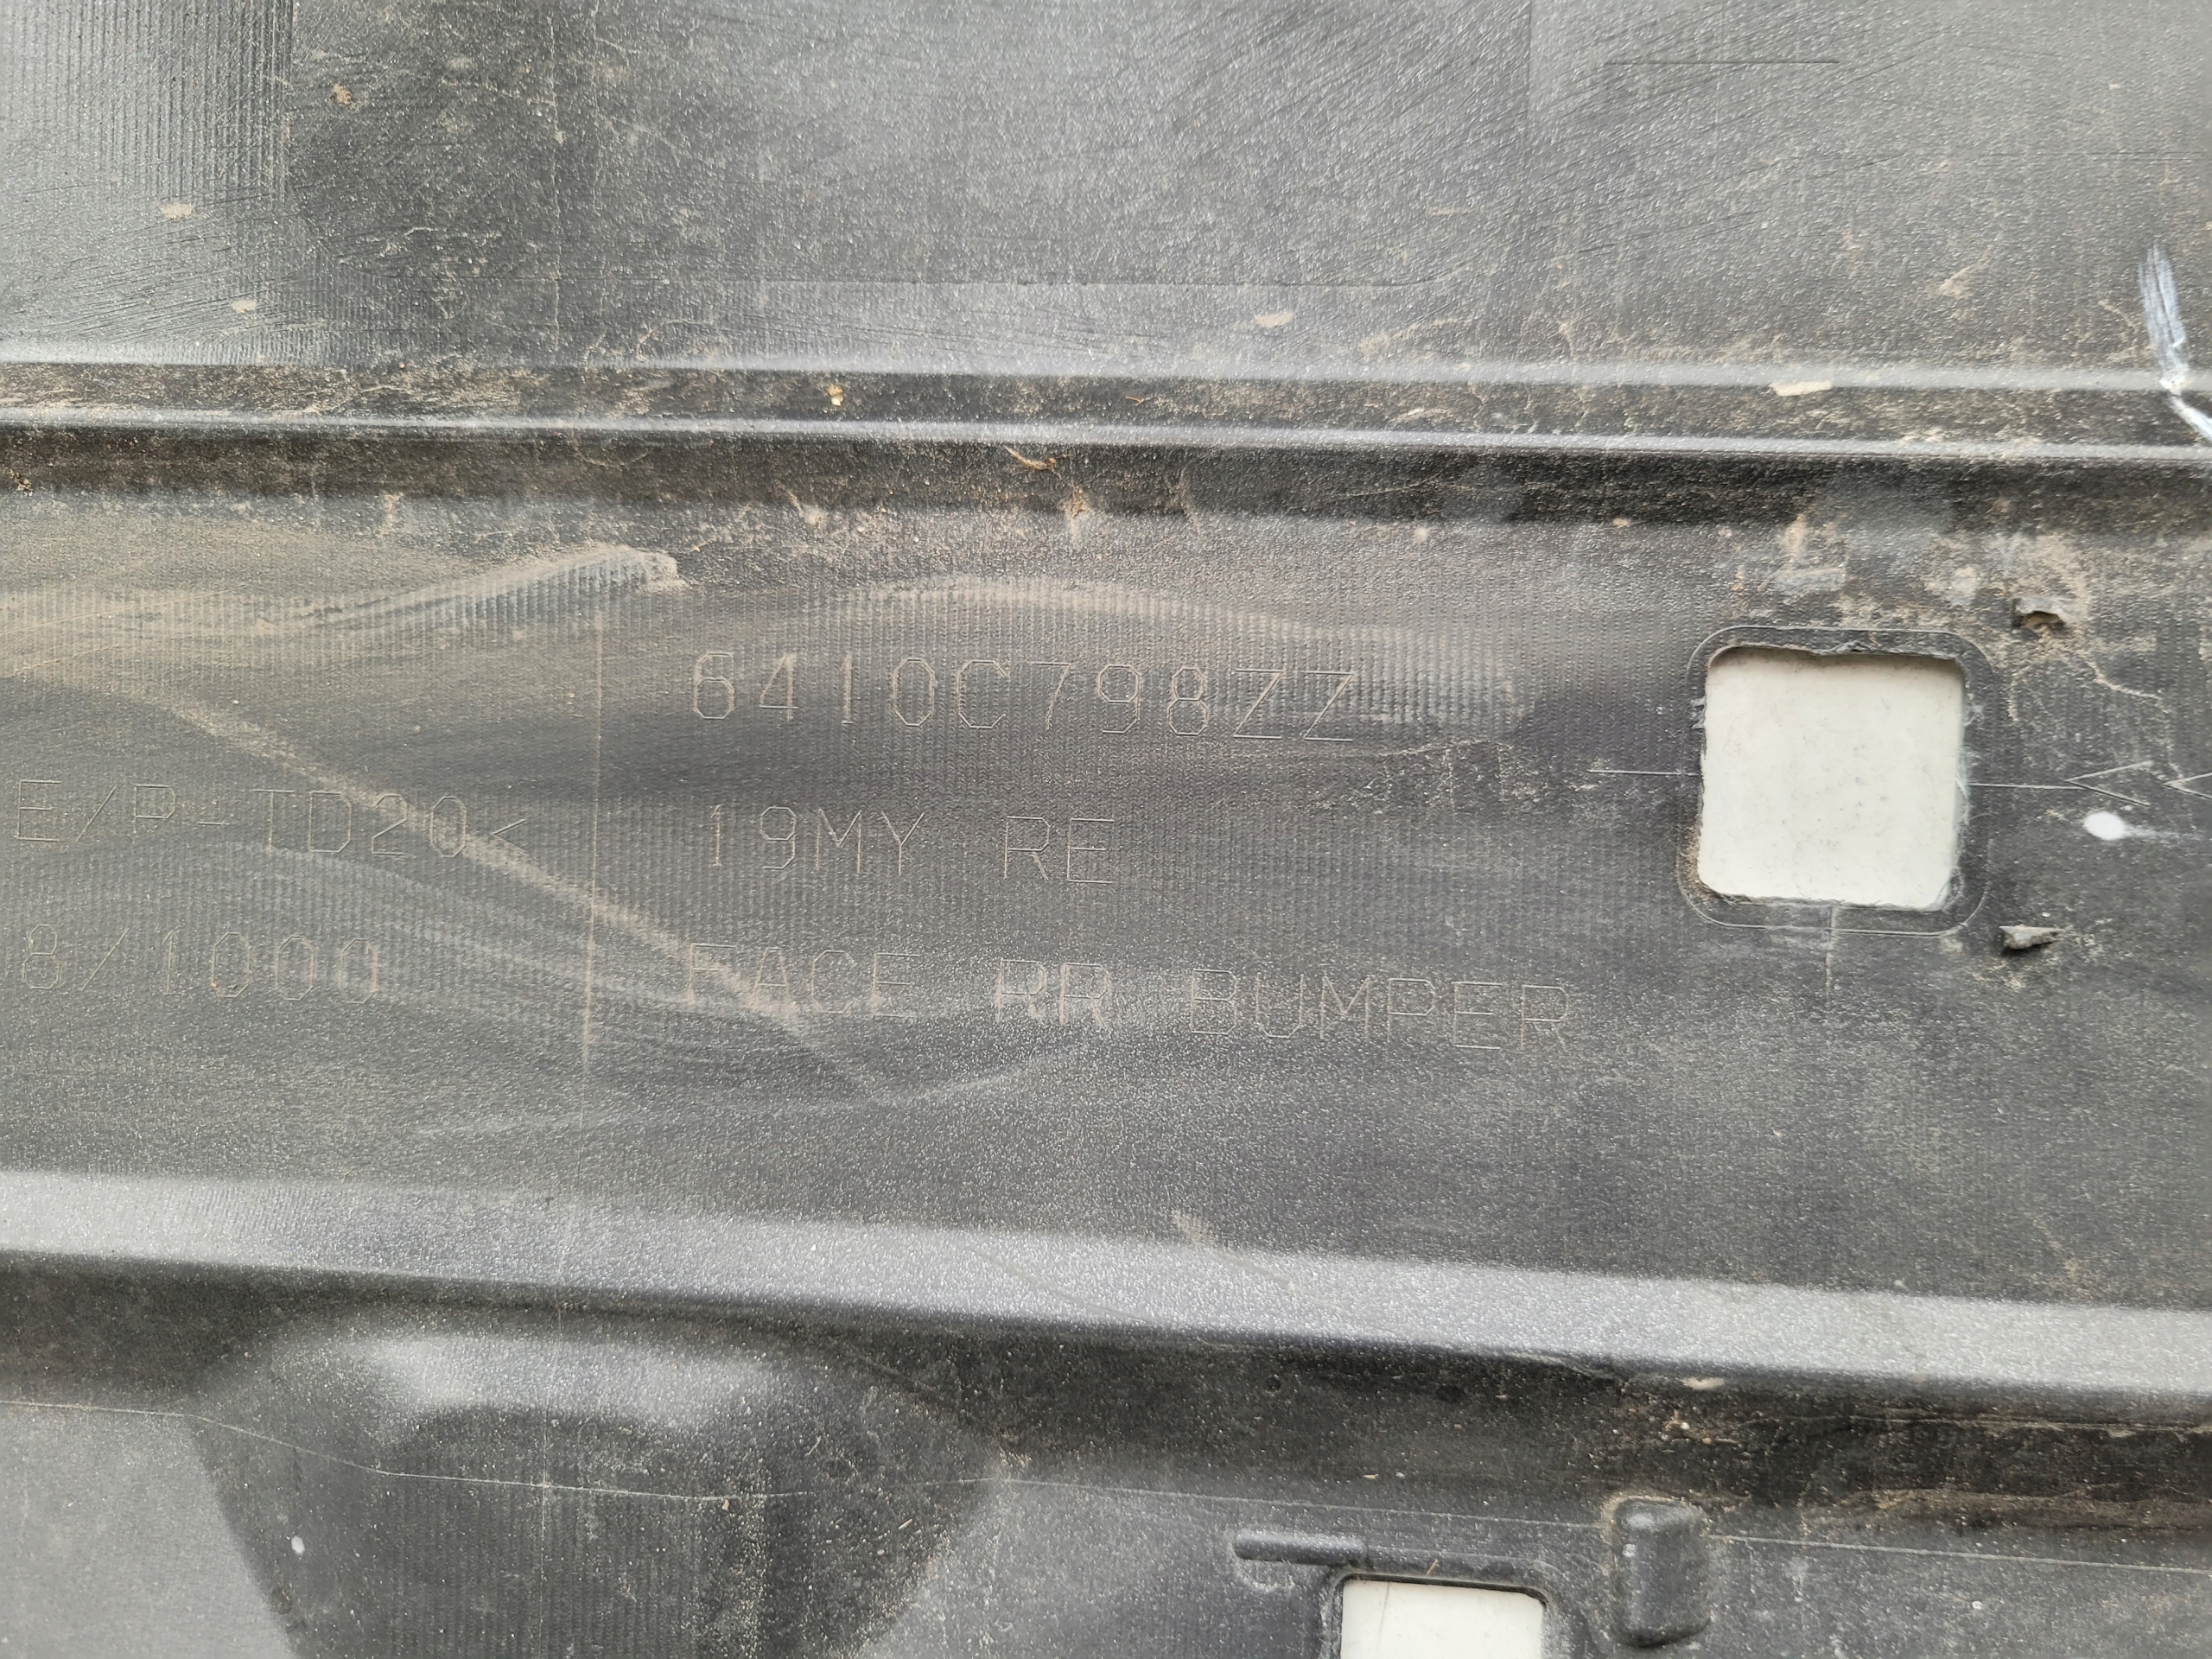 6410C798ZZ
E/P-TD20<
19MY RE
8/1000
FACE RR BUMPER